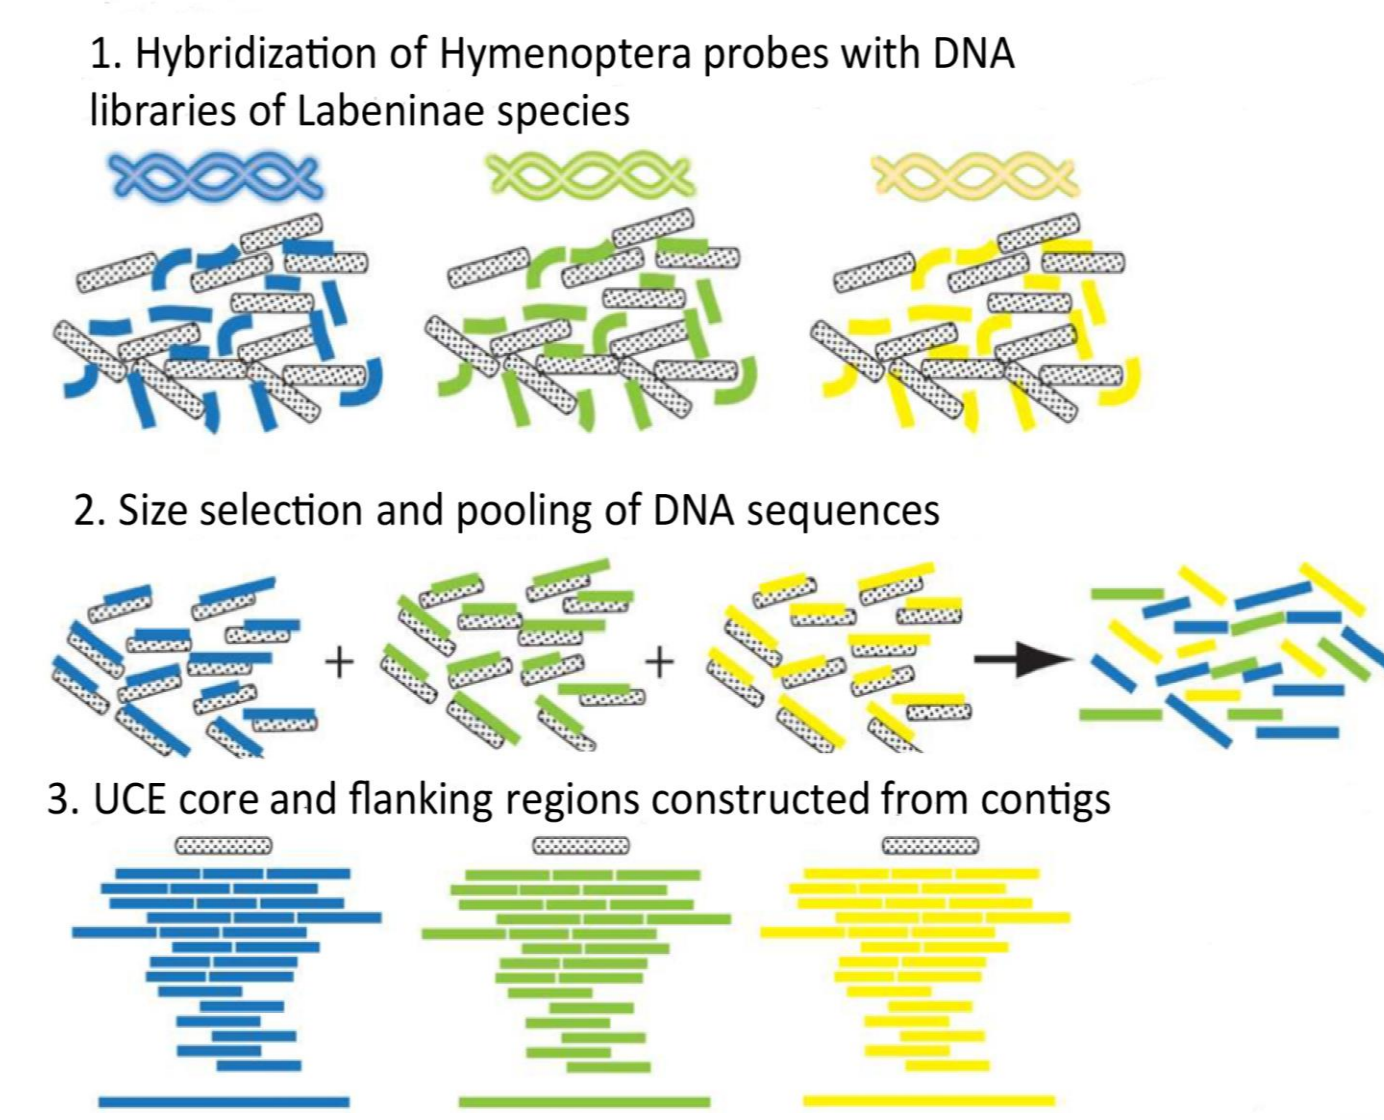 1. Hybridization of Hymenoptera probes with DNA
libraries of Labeninae species
2. Size selection and pooling of DNA sequences
+ +
3. UCE core and flanking regions constructed from contigs